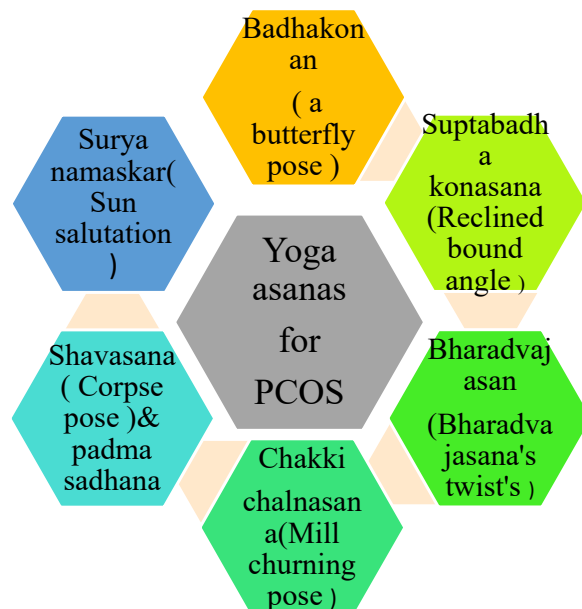 Badhakon
an
( a
butterfly
pose )
Suptabadh
a
konasana
(Reclined
bound
angle )
Bharadvaj
asan
(Bharadva
jasana's
twist's )
Chakki
chalnasan
a(Mill
churning
pose )
Shavasana
( Corpse
pose )&
padma
sadhana
Surya
namaskar(
Sun
salutation
)
Yoga
asanas
for
PCOS